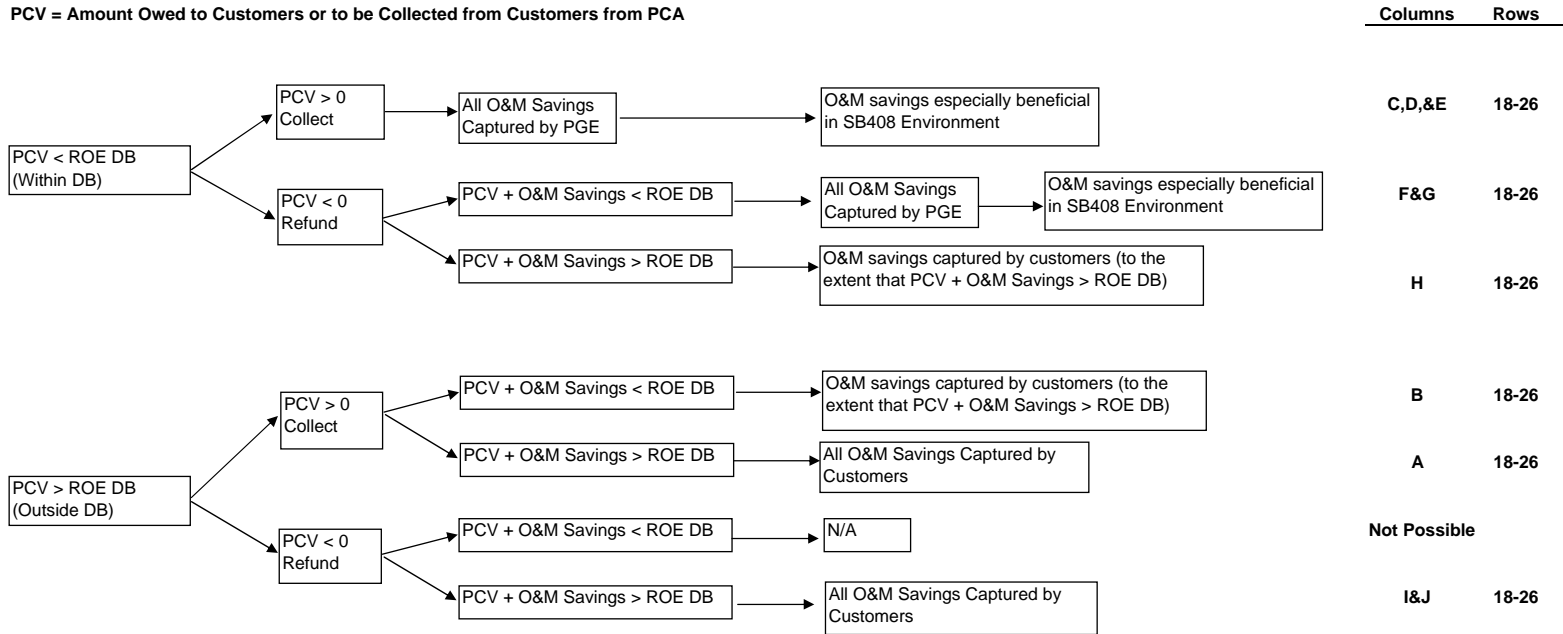 PCV = Amount Owed to Customers or to be Collected from Customers from PCA
Columns Rows
PCV > 0
Collect
All O&M Savings
Captured by PGE
O&M savings especially beneficial
in SB408 Environment
C,D,&E 18-26
PCV < ROE DB
(Within DB)
PCV < 0
Refund
PCV + O&M Savings < ROE DB
All O&M Savings
Captured by PGE
O&M savings especially beneficial
in SB408 Environment
F&G 18-26
PCV + O&M Savings > ROE DB
O&M savings captured by customers (to the
extent that PCV + O&M Savings > ROE DB)
H 18-26
PCV + O&M Savings < ROE DB
O&M savings captured by customers (to the
extent that PCV + O&M Savings > ROE DB)
B 18-26
PCV > 0
Collect
PCV + O&M Savings > ROE DB
All O&M Savings Captured by
Customers
A 18-26
PCV > ROE DB
(Outside DB)
PCV + O&M Savings < ROE DB
N/A
Not Possible
PCV < 0
Refund
PCV + O&M Savings > ROE DB
All O&M Savings Captured by
Customers
I&J 18-26